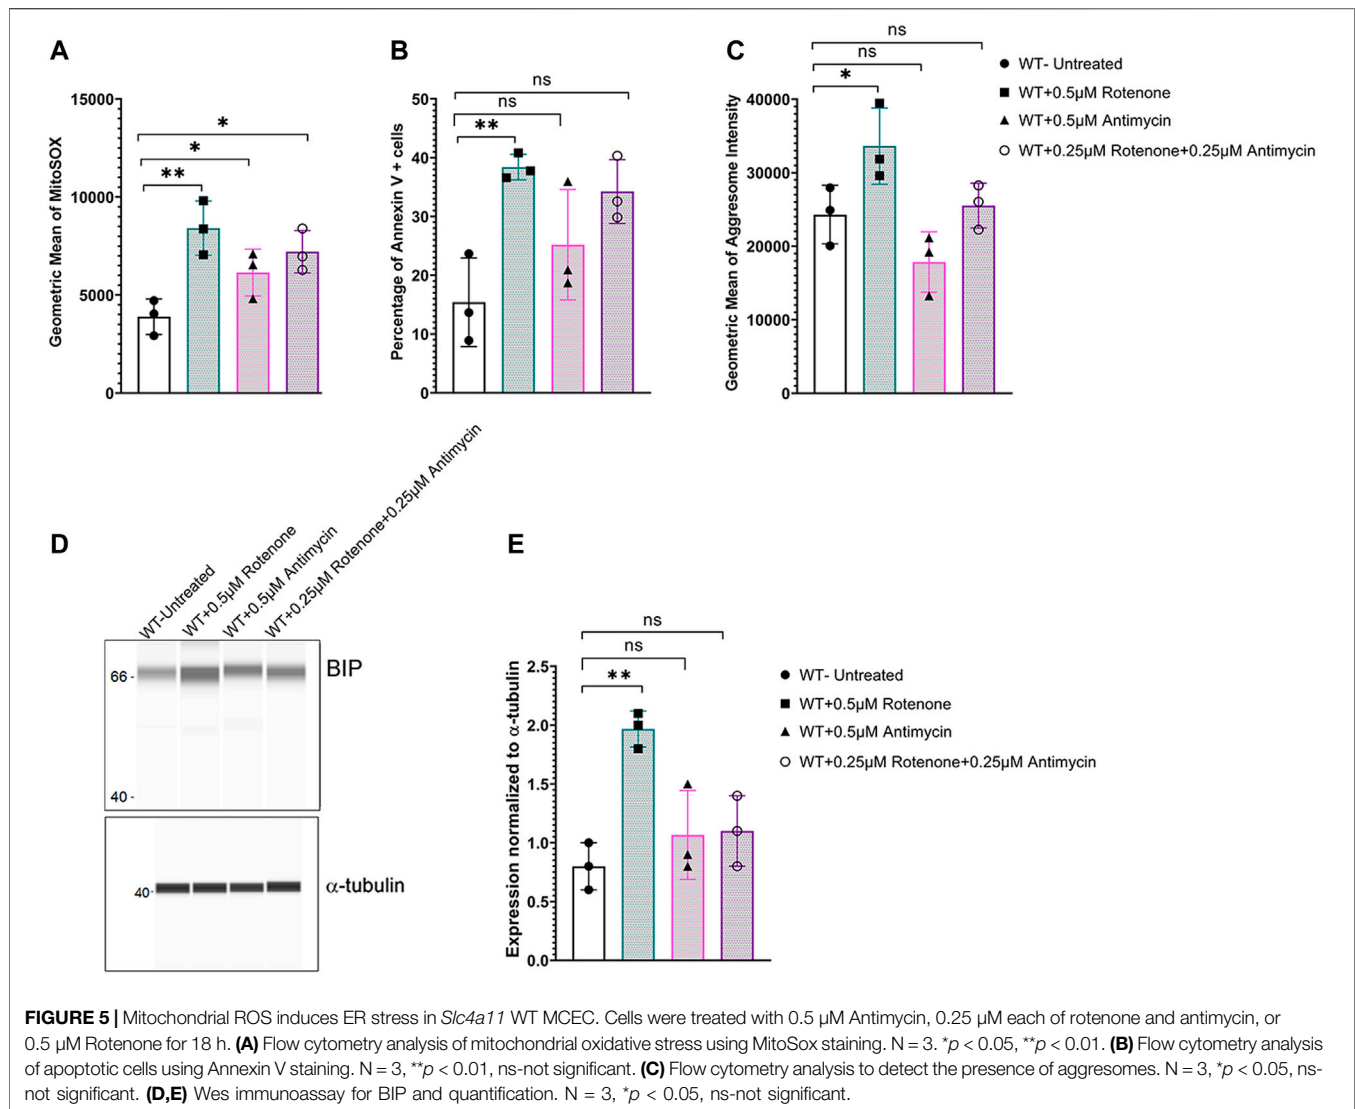 A
B
C
ns
ns
*
WT- Untreated
WT+0.5µM Rotenone
WT+0.5µM Antimycin
WT+0.25µM Rotenone+0.25µM Antimycin
Geometric Mean of MitoSOX
15000
10000
5000
0
*
*
**
Percentage of Annexin V + cells
50
40
30
20
10
0
ns
ns
**
Geometric Mean of Aggresome Intensity
40000
30000
20000
10000
0
D
WT-Untreated
WT+0.5µM Rotenone
WT+0.5µM Antimycin
WT+0.25µM Rotenone+0.25µM Antimycin
66 -
BIP
40 -
40-
α-tubulin
E
ns
ns
**
Expression normalized to α-tubulin
2.5
2.0
1.5
1.0
0.5
0.0
WT- Untreated
WT+0.5µM Rotenone
WT+0.5µM Antimycin
WT+0.25µM Rotenone+0.25µM Antimycin
FIGURE 5 | Mitochondrial ROS induces ER stress in Slc4a11 WT MCEC. Cells were treated with 0.5 µM Antimycin, 0.25 µM each of rotenone and antimycin, or
0.5 µM Rotenone for 18 h. (A) Flow cytometry analysis of mitochondrial oxidative stress using MitoSox staining. N = 3. *p < 0.05, **p < 0.01. (B) Flow cytometry analysis
of apoptotic cells using Annexin V staining. N = 3, **p < 0.01, ns-not significant. (C) Flow cytometry analysis to detect the presence of aggresomes. N = 3, *p < 0.05, ns-
not significant. (D,E) Wes immunoassay for BIP and quantification. N = 3, *p < 0.05, ns-not significant.